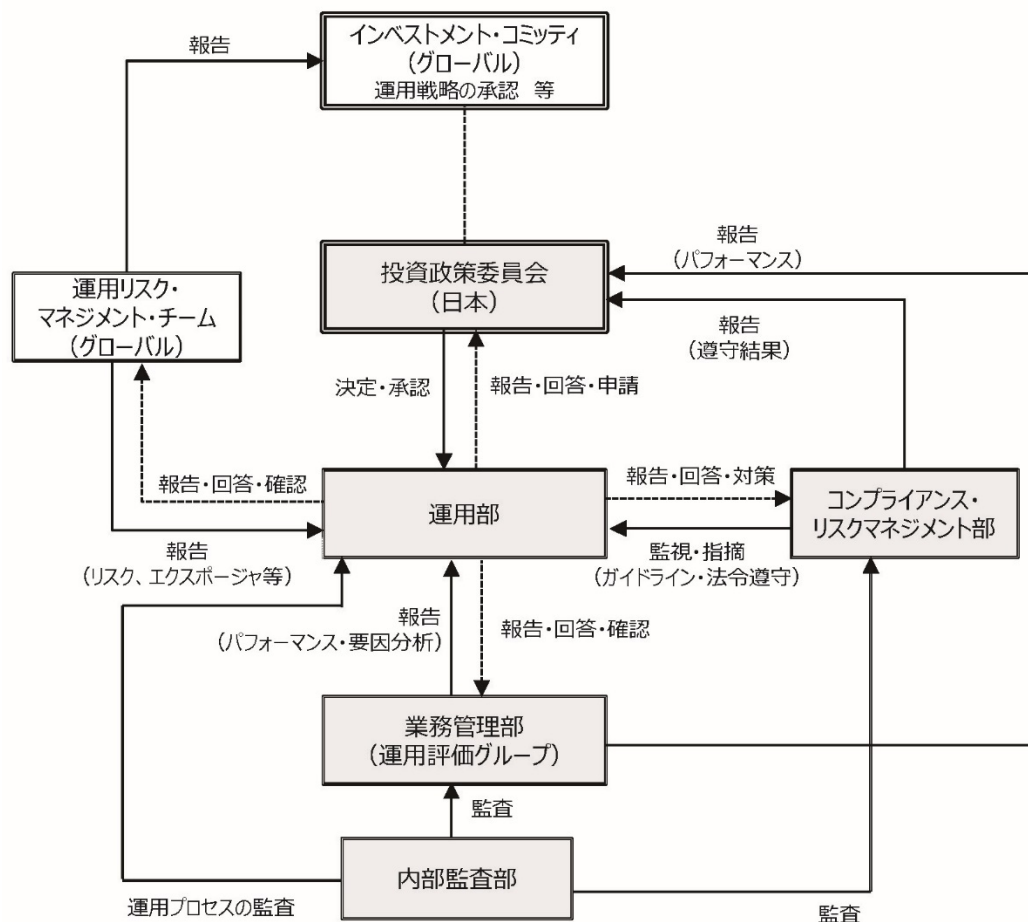 報告
インベストメント・コミッティ
(グローバル)
運用戦略の承認 等
報告
(パフォーマンス)
投資政策委員会
(日本)
運用リスク・
マネジメント・チーム
(グローバル)
報告
(遵守結果)
決定・承認
報告・回答・申請
報告・回答・確認
運用部
報告・回答・対策
コンプライアンス・
リスクマネジメント部
報告
(リスク、エクスポージャ等)
監視・指摘
(ガイドライン・法令遵守)
報告
(パフォーマンス・要因分析)
報告・回答・確認
業務管理部
(運用評価グループ)
監査
内部監査部
運用プロセスの監査
監査